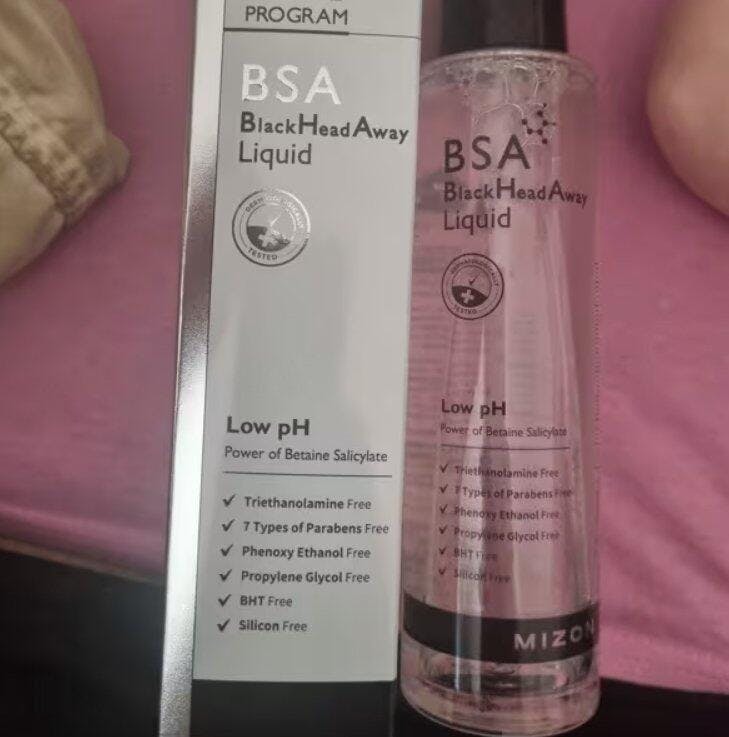 PROGRAM
BSA
BlackHeadAway
Liquid
DERMATOLOGICALLY
TESTED
Low pH
Power of Betaine Salicylate
✓ Triethanolamine Free
✓ 7 Types of Parabens Free
✓ Phenoxy Ethanol Free
✓ Propylene Glycol Free
✓ BHT Free
✓ Silicon Free
BSA
BlackHeadAway
Liquid
DERMATOLOGICALLY
TESTED
Low pH
Power of Betaine Salicylate
✓ Triethanolamine Free
✓ 7 Types of Parabens Free
✓ Phenoxy Ethanol Free
✓ Propylene Glycol Free
✓ BHT Free
✓ Silicon Free
MIZON